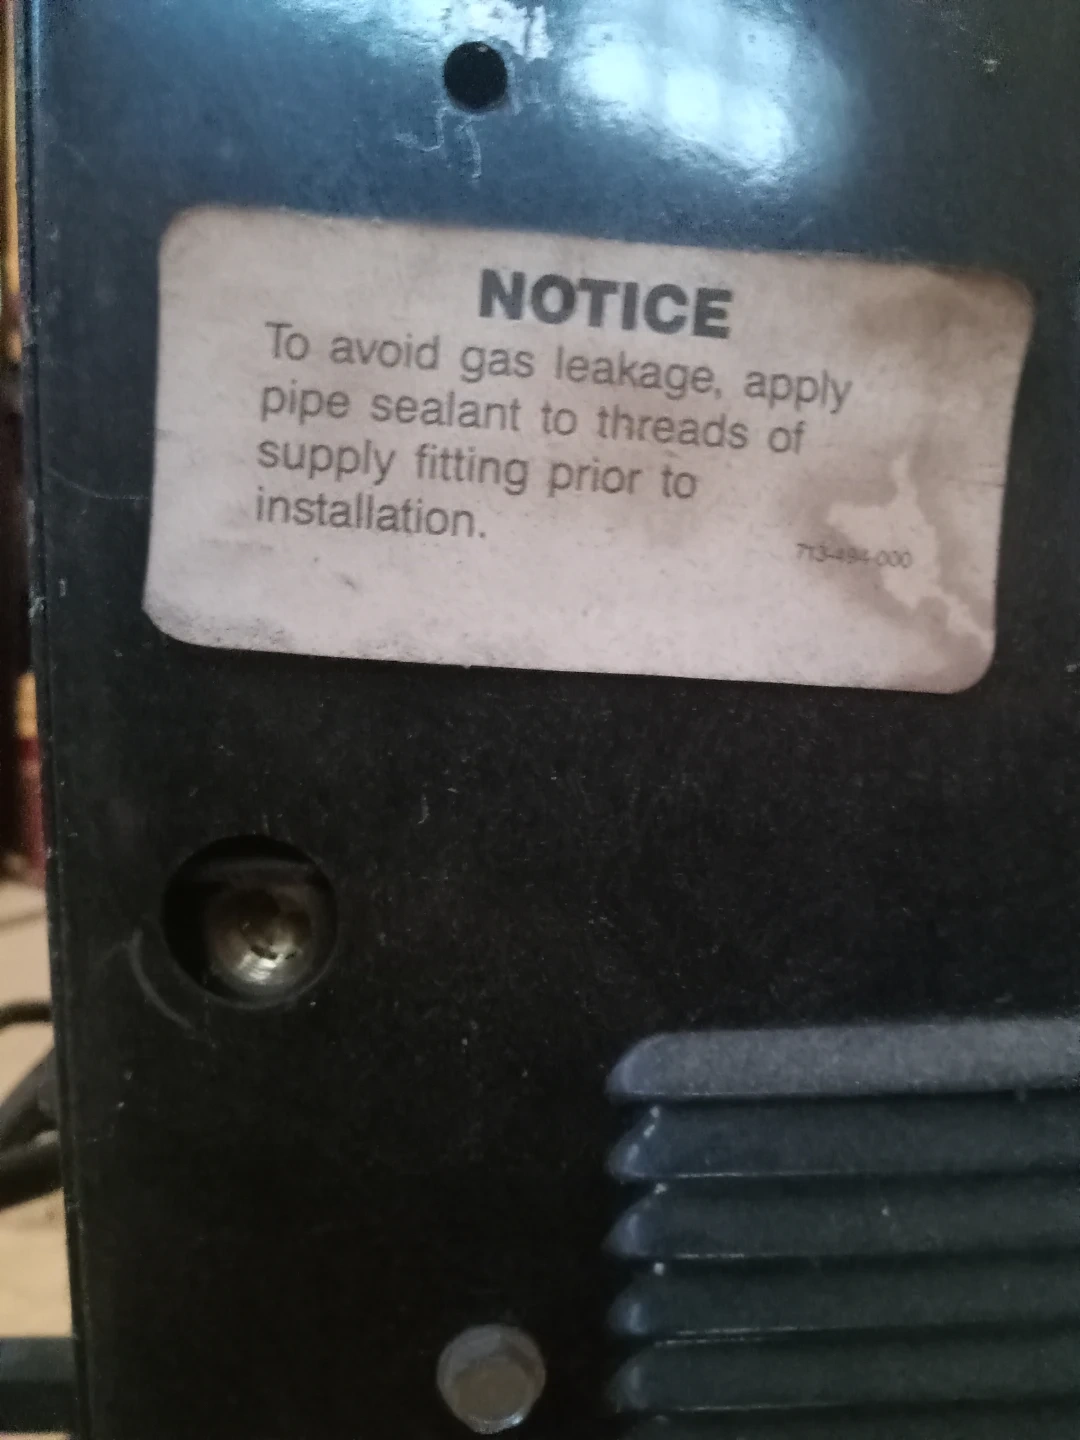 NOTICE
To avoid gas leakage, apply
pipe sealant to threads of
supply fitting prior to
installation.
713-494-000